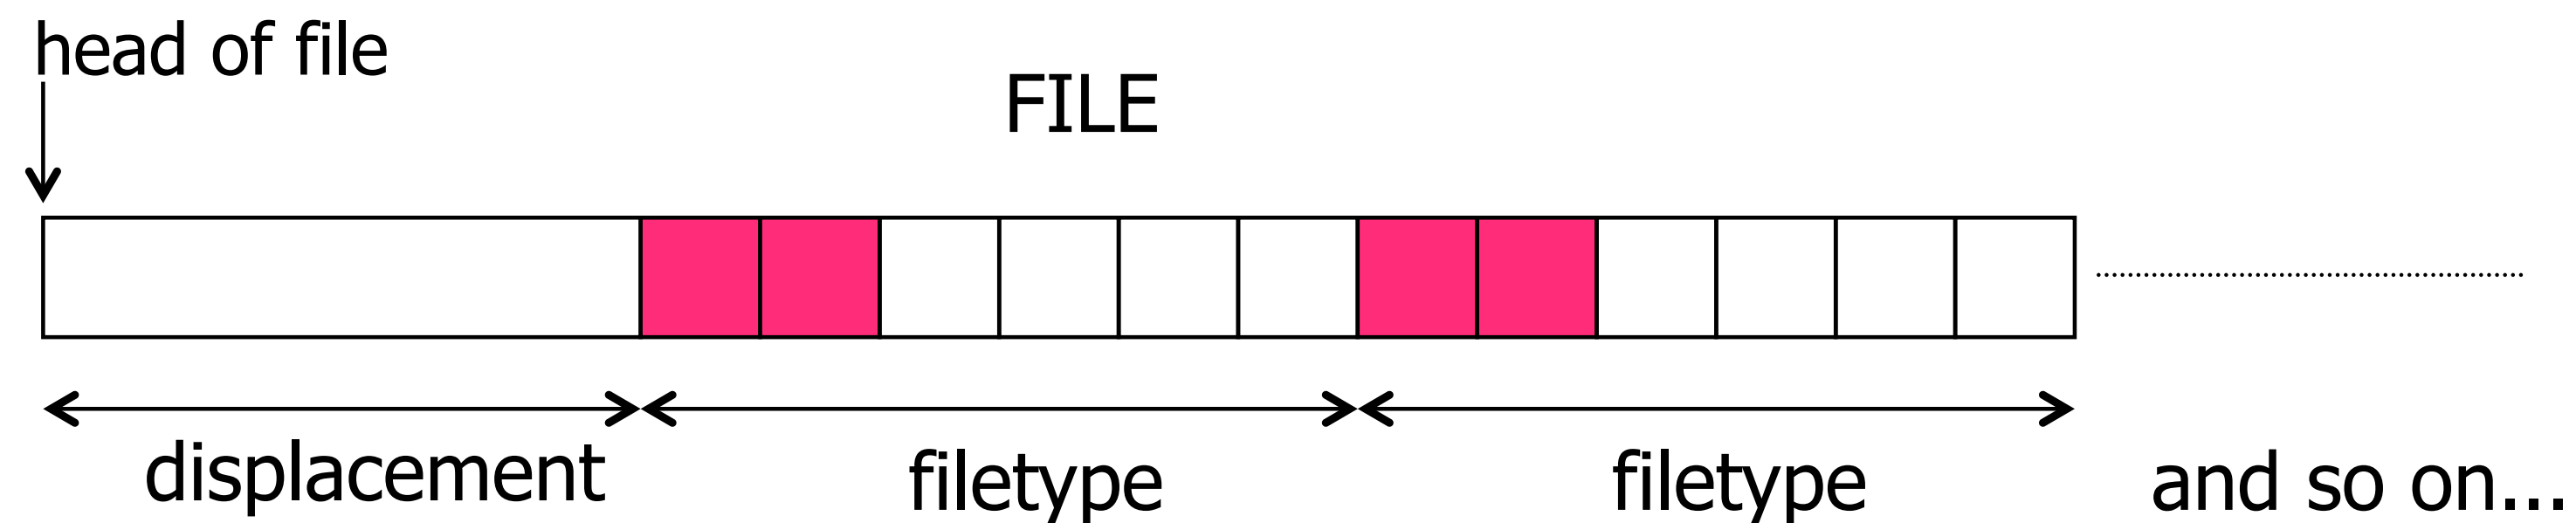 head of file
FILE
displacement
filetype
filetype
and so on...